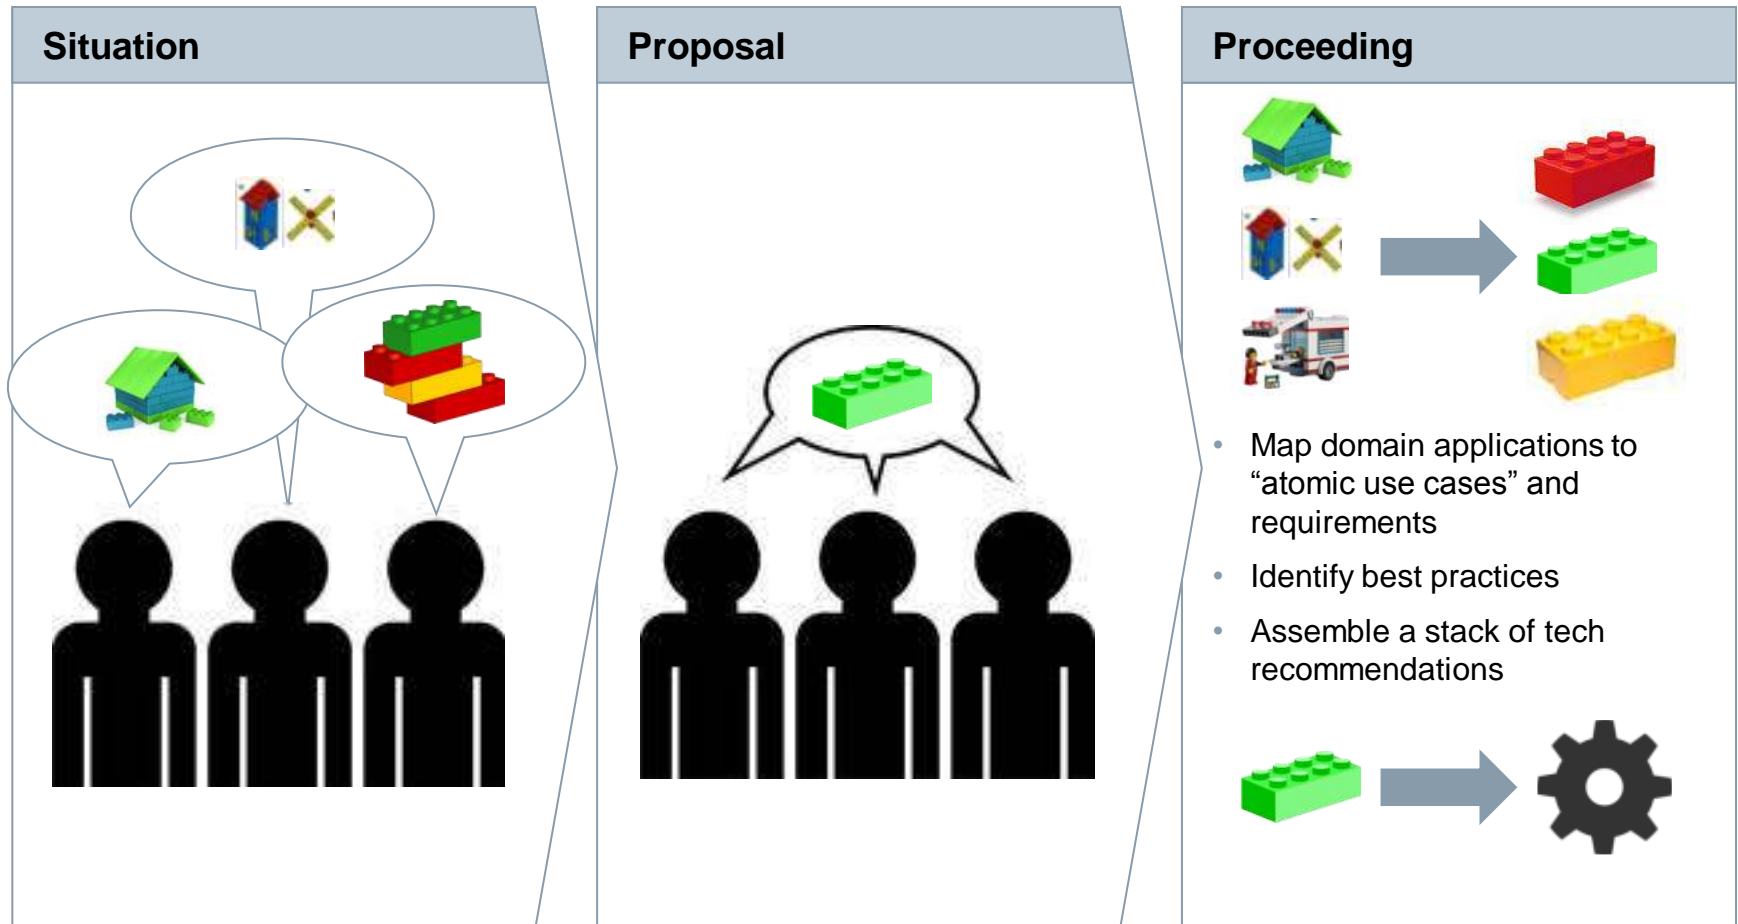 Situation
Proposal
Proceeding
• Map domain applications to
“atomic use cases” and
requirements
• Identify best practices
• Assemble a stack of tech
recommendations